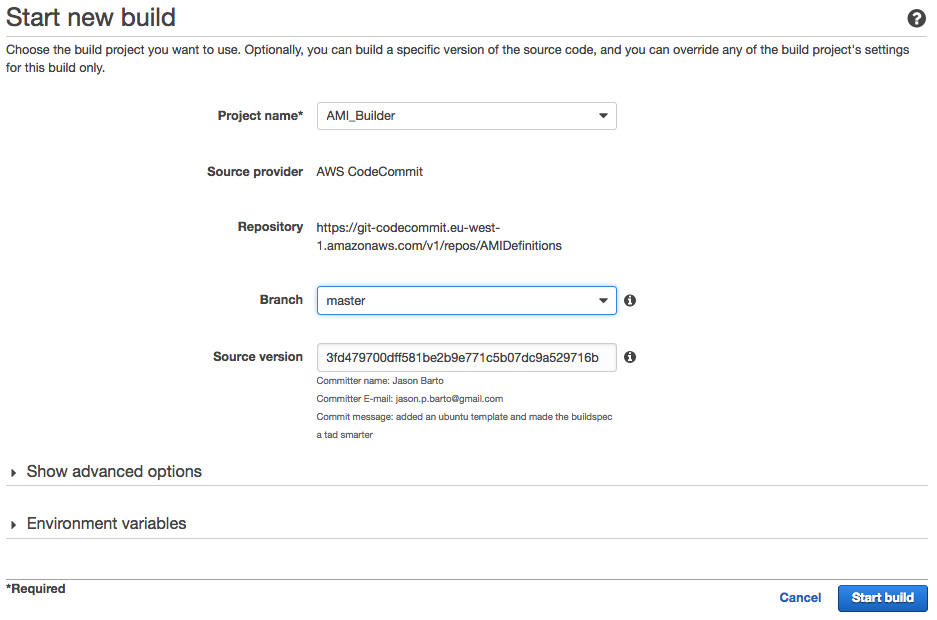 Start new build
Choose the build project you want to use. Optionally, you can build a specific version of the source code, and you can override any of the build project's settings
for this build only.
Project name* AMI_Builder
Source provider AWS CodeCommit
Repository https://git-codecommit.eu-west-
1.amazonaws.com/v1/repos/AMIDefinitions
Branch master
Source version 3fd479700dff581be2b9e771c5b07dc9a529716b
Committer name: Jason Barto
Committer E-mail: jason.p.barto@gmail.com
Commit message: added an ubuntu template and made the buildspec
a tad smarter
Show advanced options
Environment variables
*Required
Cancel Start build